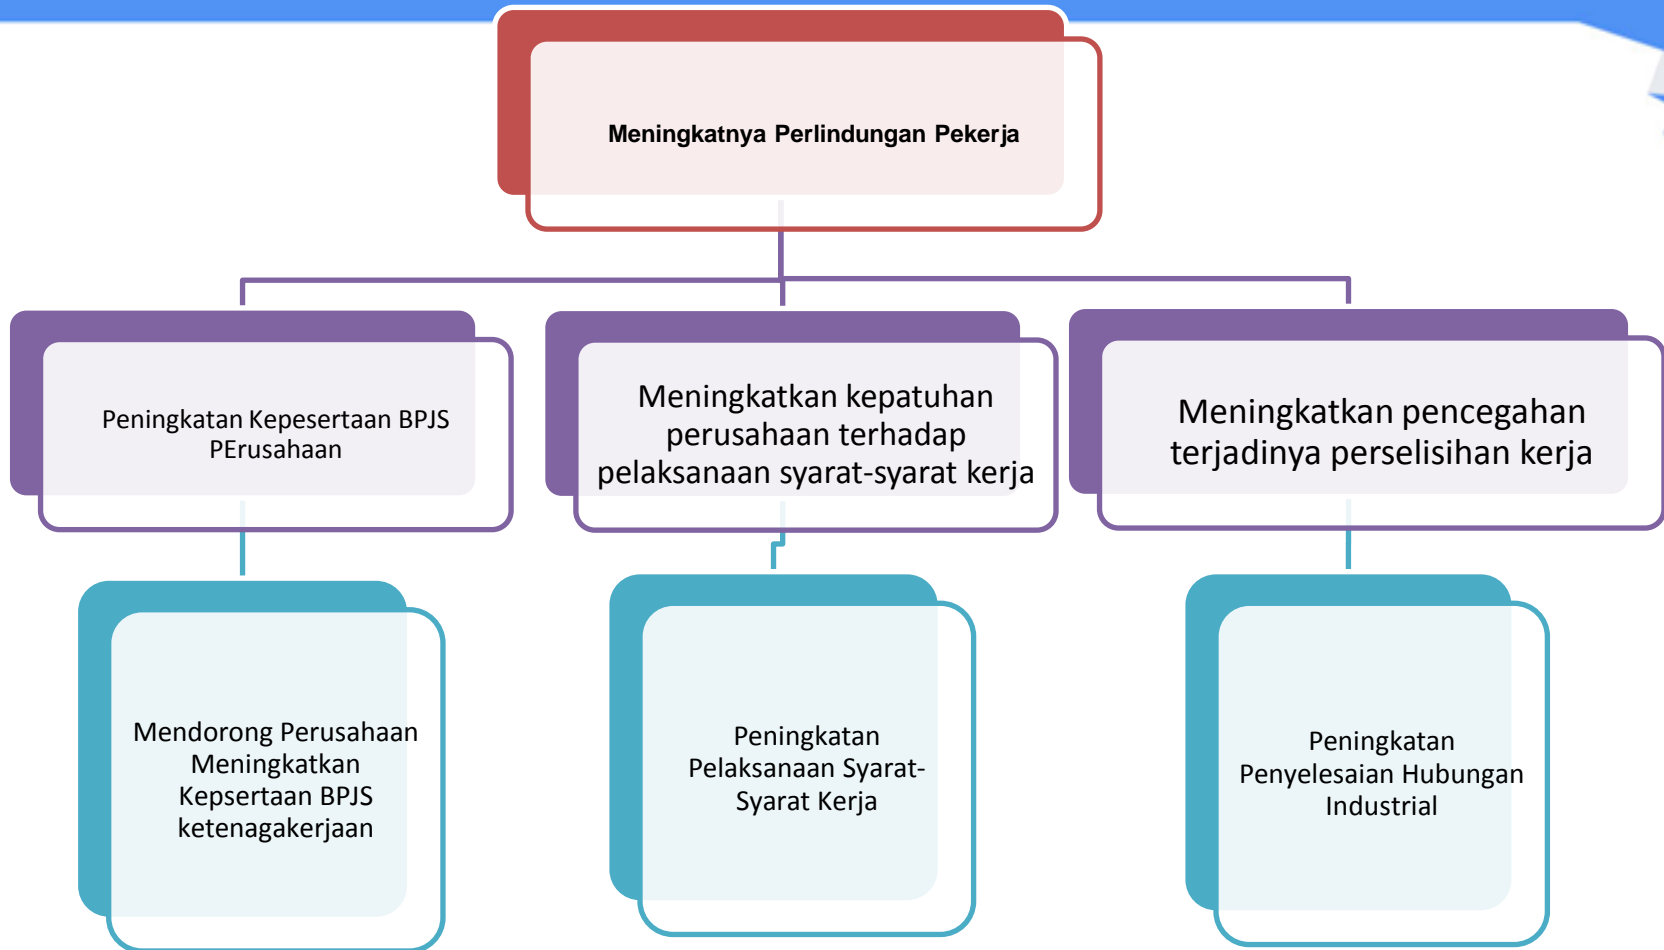 Meningkatnya Perlindungan Pekerja
Peningkatan Kepesertaan BPJS
PErusahaan
Meningkatkan kepatuhan
perusahaan terhadap
pelaksanaan syarat-syarat kerja
Meningkatkan pencegahan
terjadinya perselisihan kerja
Mendorong Perusahaan
Meningkatkan
Kepsertaan BPJS
ketenagakerjaan
Peningkatan
Pelaksanaan Syarat-
Syarat Kerja
Peningkatan
Penyelesaian Hubungan
Industrial